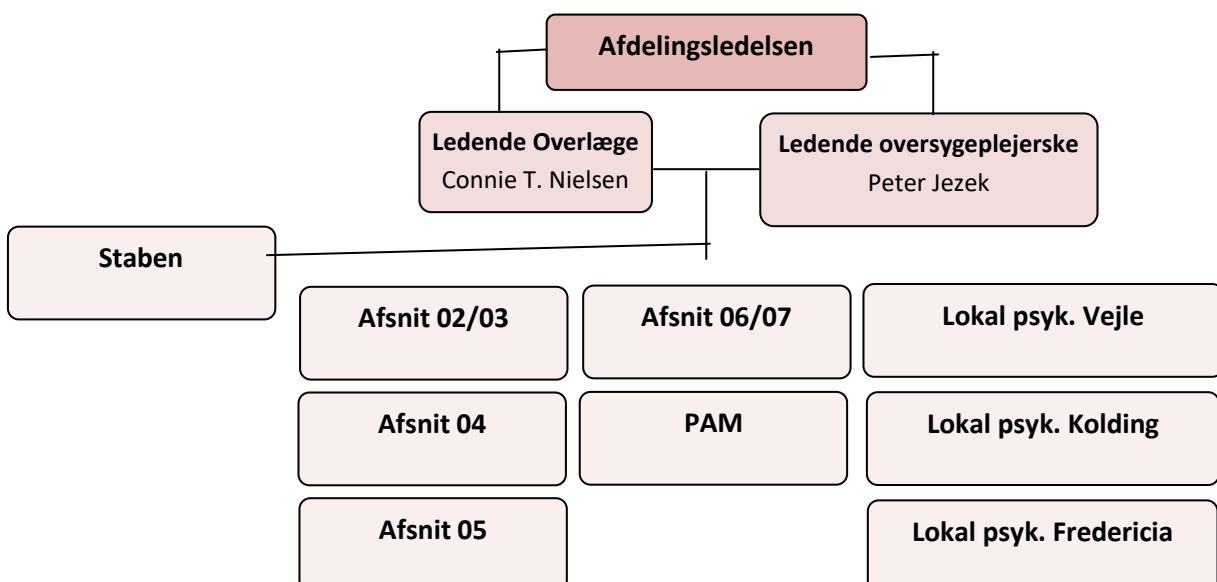 Afdelingsledelsen
Ledende Overlæge
Connie T. Nielsen
Ledende oversygeplejerske
Peter Jezek
Staben
Afsnit 02/03
Afsnit 06/07
Lokal psyk. Vejle
Afsnit 04
PAM
Lokal psyk. Kolding
Afsnit 05
Lokal psyk. Fredericia